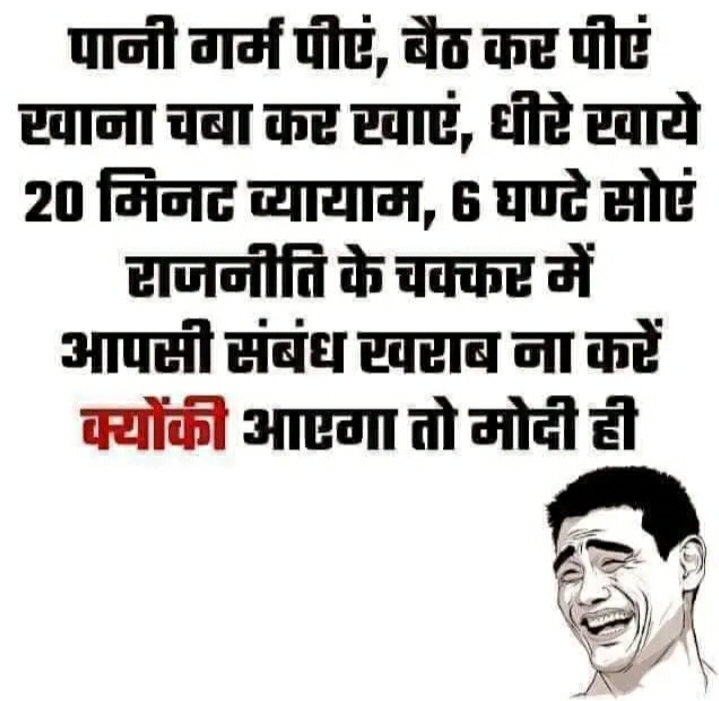 पानी गर्म पीएं, बैठ कर पीएं
खाना चबा कर खाएं, धीरे खाये
20 मिनट व्यायाम, 6 घण्टे सोएं
राजनीति के चक्कर में
आपसी संबंध खराब ना करें
क्योंकी आएगा तो मोदी ही